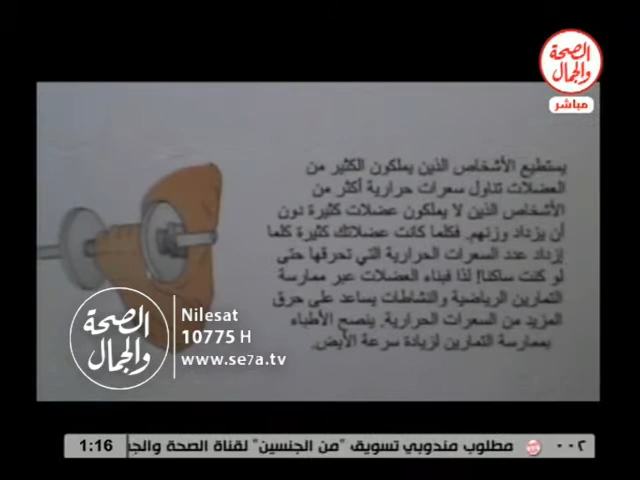 الصحة
والجمال
مباشر
يستطيع الأشخاص الذين يملكون الكثير من
العضلات تناول سعرات حرارية أكثر من
الأشخاص الذين لا يملكون عضلات كثيرة دون
أن يزداد وزنهم. فكلما كانت عضلاتك كثيرة كلما
إزداد عدد السعرات الحرارية التي تحرقها حتى
لو كنت ساكنا! لذا فبناء العضلات عبر ممارسة
التمارين الرياضية والنشاطات يساعد على حرق
المزيد من السعرات الحرارية. ينصح الأطباء
بممارسة التمارين لزيادة سرعة الأيض.
الصحة
والجمال
Nilesat
10775 H
www.se7a.tv
٠٠٢ مطلوب مندوبي تسويق "من الجنسين" لقناة الصحة والج
1:16